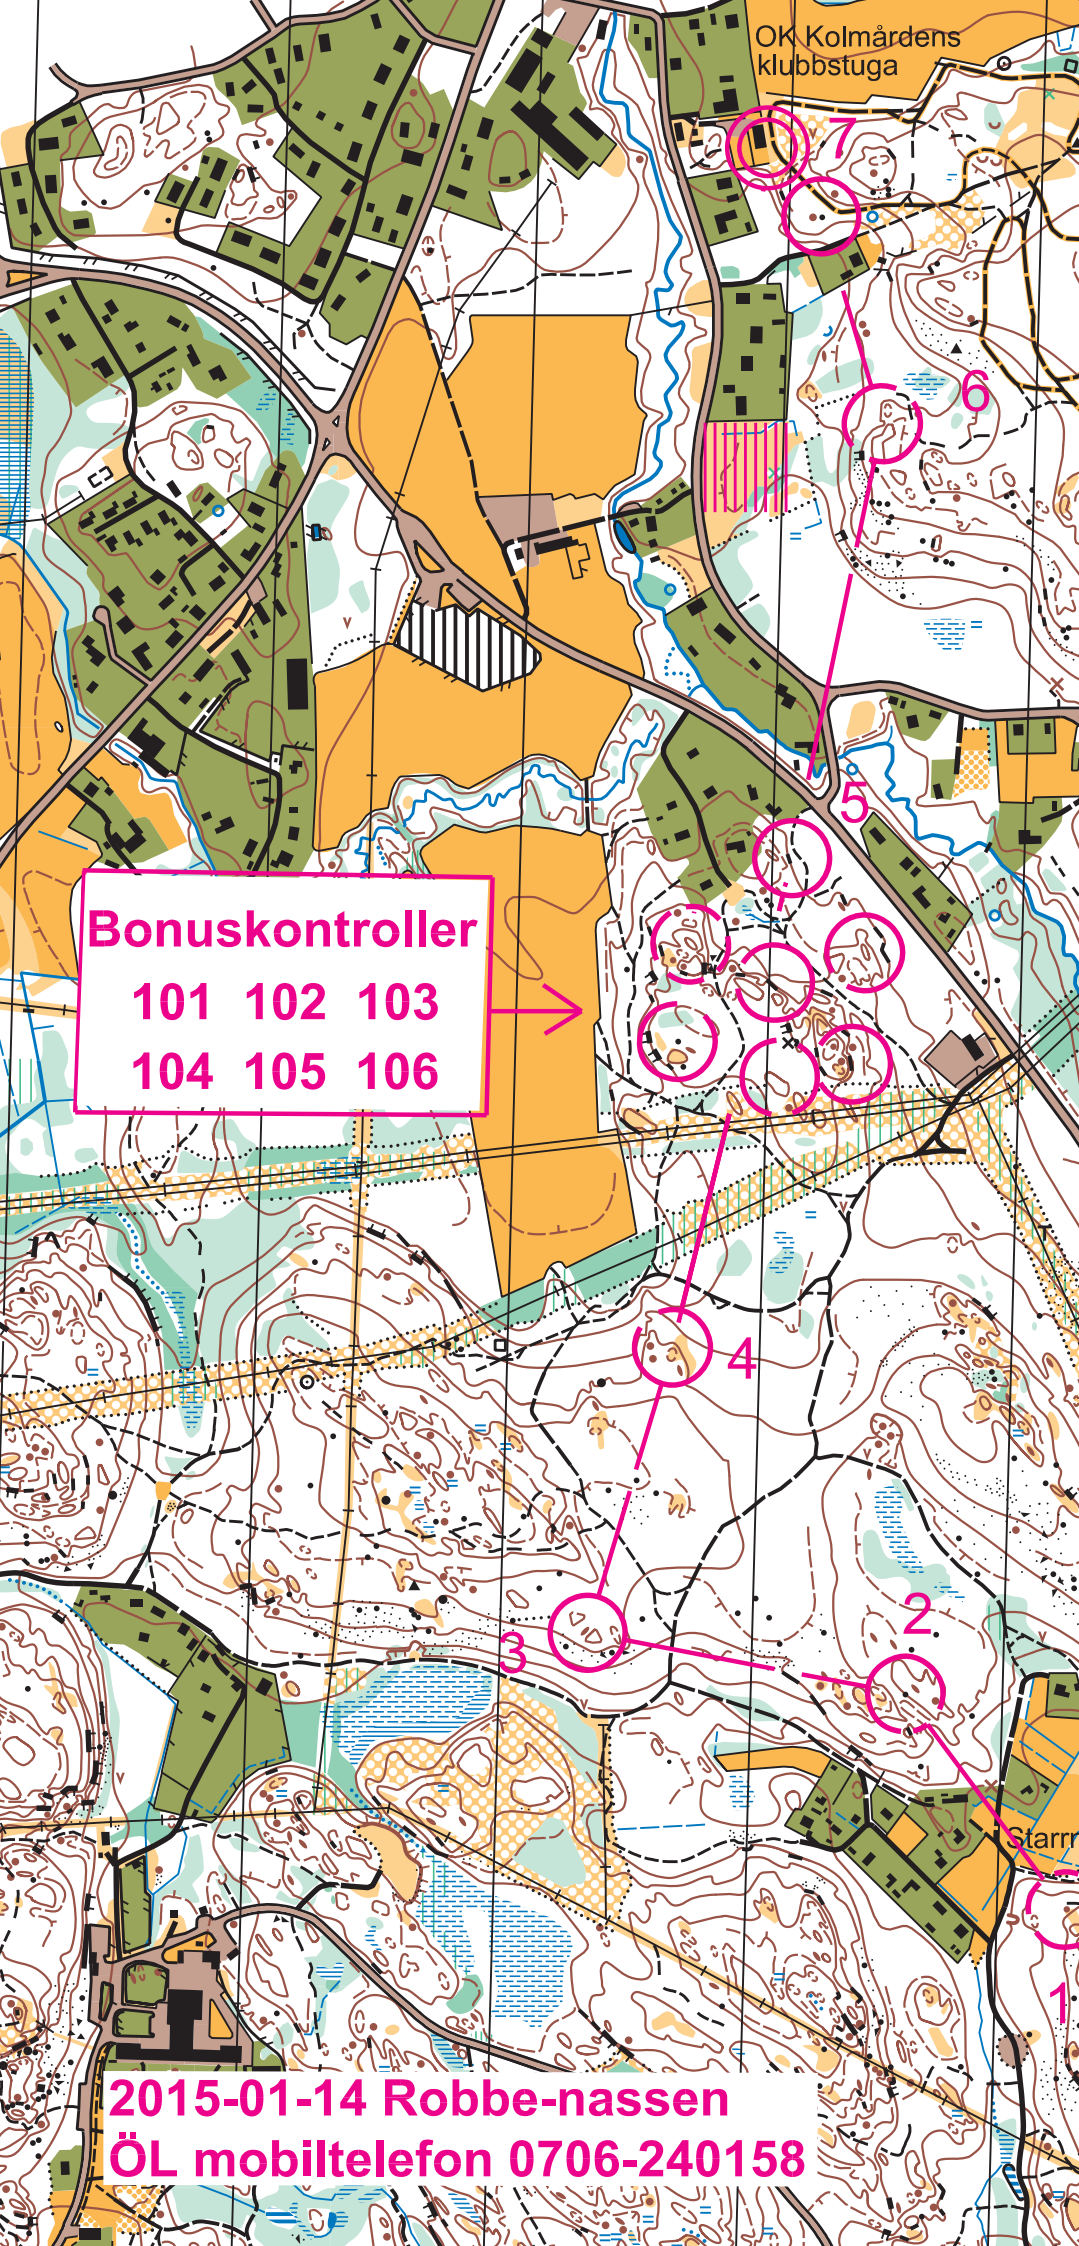 OK Kolmårdens
klubbstuga
7
6
5
Bonuskontroller
101 102 103
104 105 106
4
2
3
Starrr
1
2015-01-14 Robbe-nassen
ÖL mobiltelefon 0706-240158